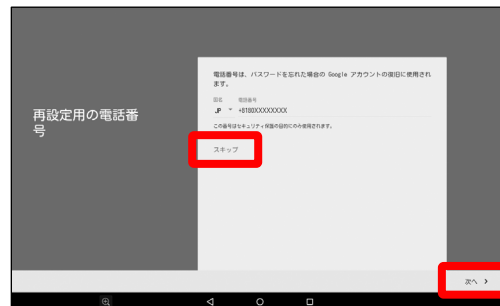 再設定用の電話番
号
電話番号は、パスワードを忘れた場合の Google アカウントの復旧に使用され
ます。
国名 電話番号
JP +8180XXXXXXXX
この番号はセキュリティ保護の目的にのみ使用されます。
スキップ
次へ